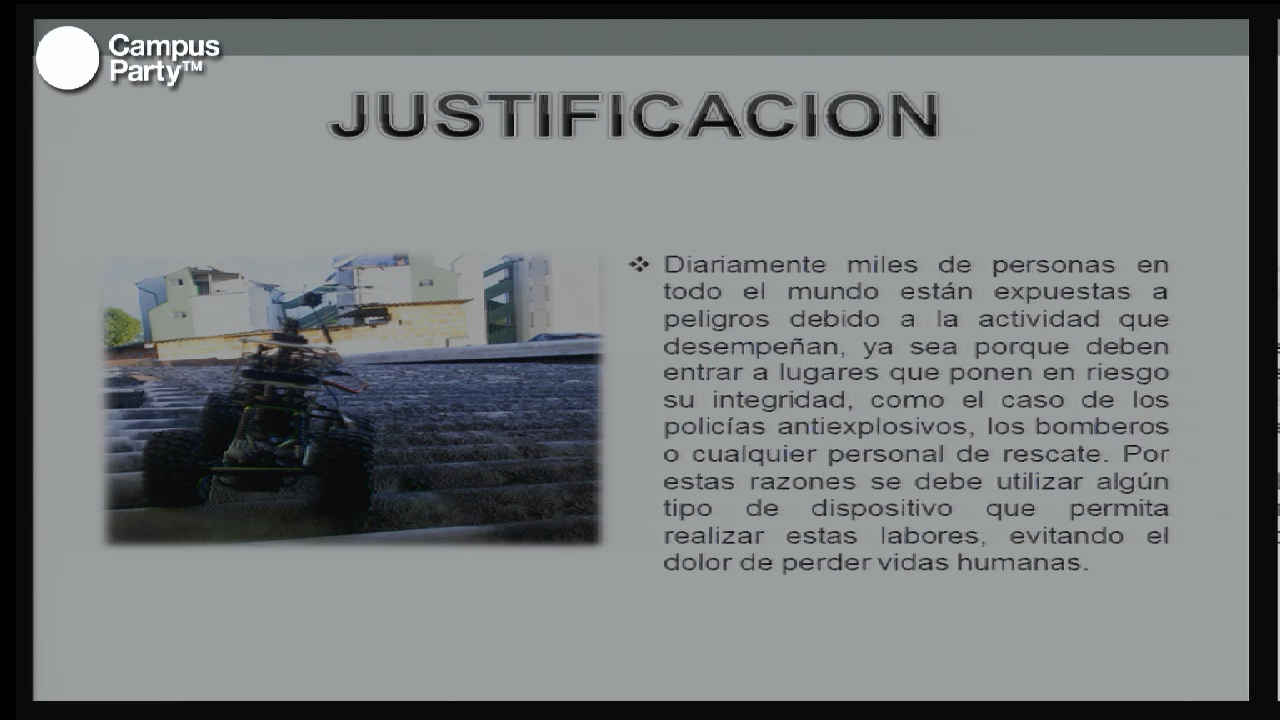 Campus
Party™
JUSTIFICACION
❖ Diariamente miles de personas en
todo el mundo están expuestas a
peligros debido a la actividad que
desempeñan, ya sea porque deben
entrar a lugares que ponen en riesgo
su integridad, como el caso de los
policías antiexplosivos, los bomberos
o cualquier personal de rescate. Por
estas razones se debe utilizar algún
tipo de dispositivo que permita
realizar estas labores, evitando el
dolor de perder vidas humanas.